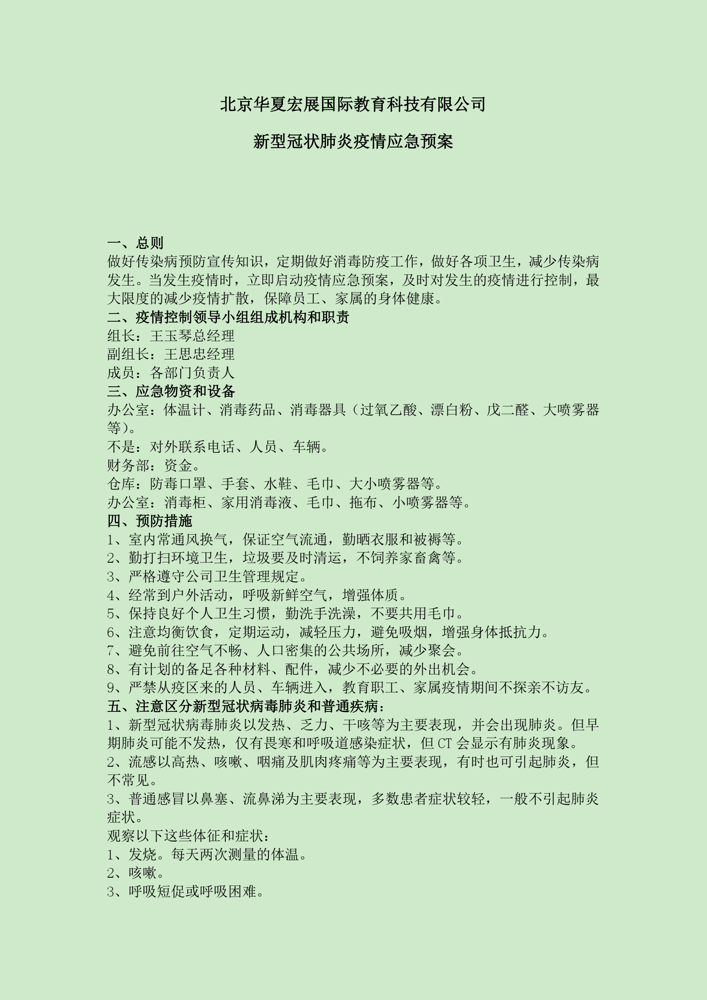 北京华夏宏展国际教育科技有限公司
新型冠状肺炎疫情应急预案
一、总则
做好传染病预防宣传知识，定期做好消毒防疫工作，做好各项卫生，减少传染病
发生。当发生疫情时，立即启动疫情应急预案，及时对发生的疫情进行控制，最
大限度的减少疫情扩散，保障员工、家属的身体健康。
二、疫情控制领导小组组成机构和职责
组长：王玉琴总经理
副组长：王思忠经理
成员：各部门负责人
三、应急物资和设备
办公室：体温计、消毒药品、消毒器具（过氧乙酸、漂白粉、戊二醛、大喷雾器
等）。
不是：对外联系电话、人员、车辆。
财务部：资金。
仓库：防毒口罩、手套、水鞋、毛巾、大小喷雾器等。
办公室：消毒柜、家用消毒液、毛巾、拖布、小喷雾器等。
四、预防措施
1、室内常通风换气，保证空气流通，勤晒衣服和被褥等。
2、勤打扫环境卫生，垃圾要及时清运，不饲养家畜禽等。
3、严格遵守公司卫生管理规定。
4、经常到户外活动，呼吸新鲜空气，增强体质。
5、保持良好个人卫生习惯，勤洗手洗澡，不要共用毛巾。
6、注意均衡饮食，定期运动，减轻压力，避免吸烟，增强身体抵抗力。
7、避免前往空气不畅、人口密集的公共场所，减少聚会。
8、有计划的备足各种材料、配件，减少不必要的外出机会。
9、严禁从疫区来的人员、车辆进入，教育职工、家属疫情期间不探亲不访友。
五、注意区分新型冠状病毒肺炎和普通疾病：
1、新型冠状病毒肺炎以发热、乏力、干咳等为主要表现，并会出现肺炎。但早
期肺炎可能不发热，仅有畏寒和呼吸道感染症状，但 CT 会显示有肺炎现象。
2、流感以高热、咳嗽、咽痛及肌肉疼痛等为主要表现，有时也可引起肺炎，但
不常见。
3、普通感冒以鼻塞、流鼻涕为主要表现，多数患者症状较轻，一般不引起肺炎
症状。
观察以下这些体征和症状：
1、发烧。每天两次测量的体温。
2、咳嗽。
3、呼吸短促或呼吸困难。